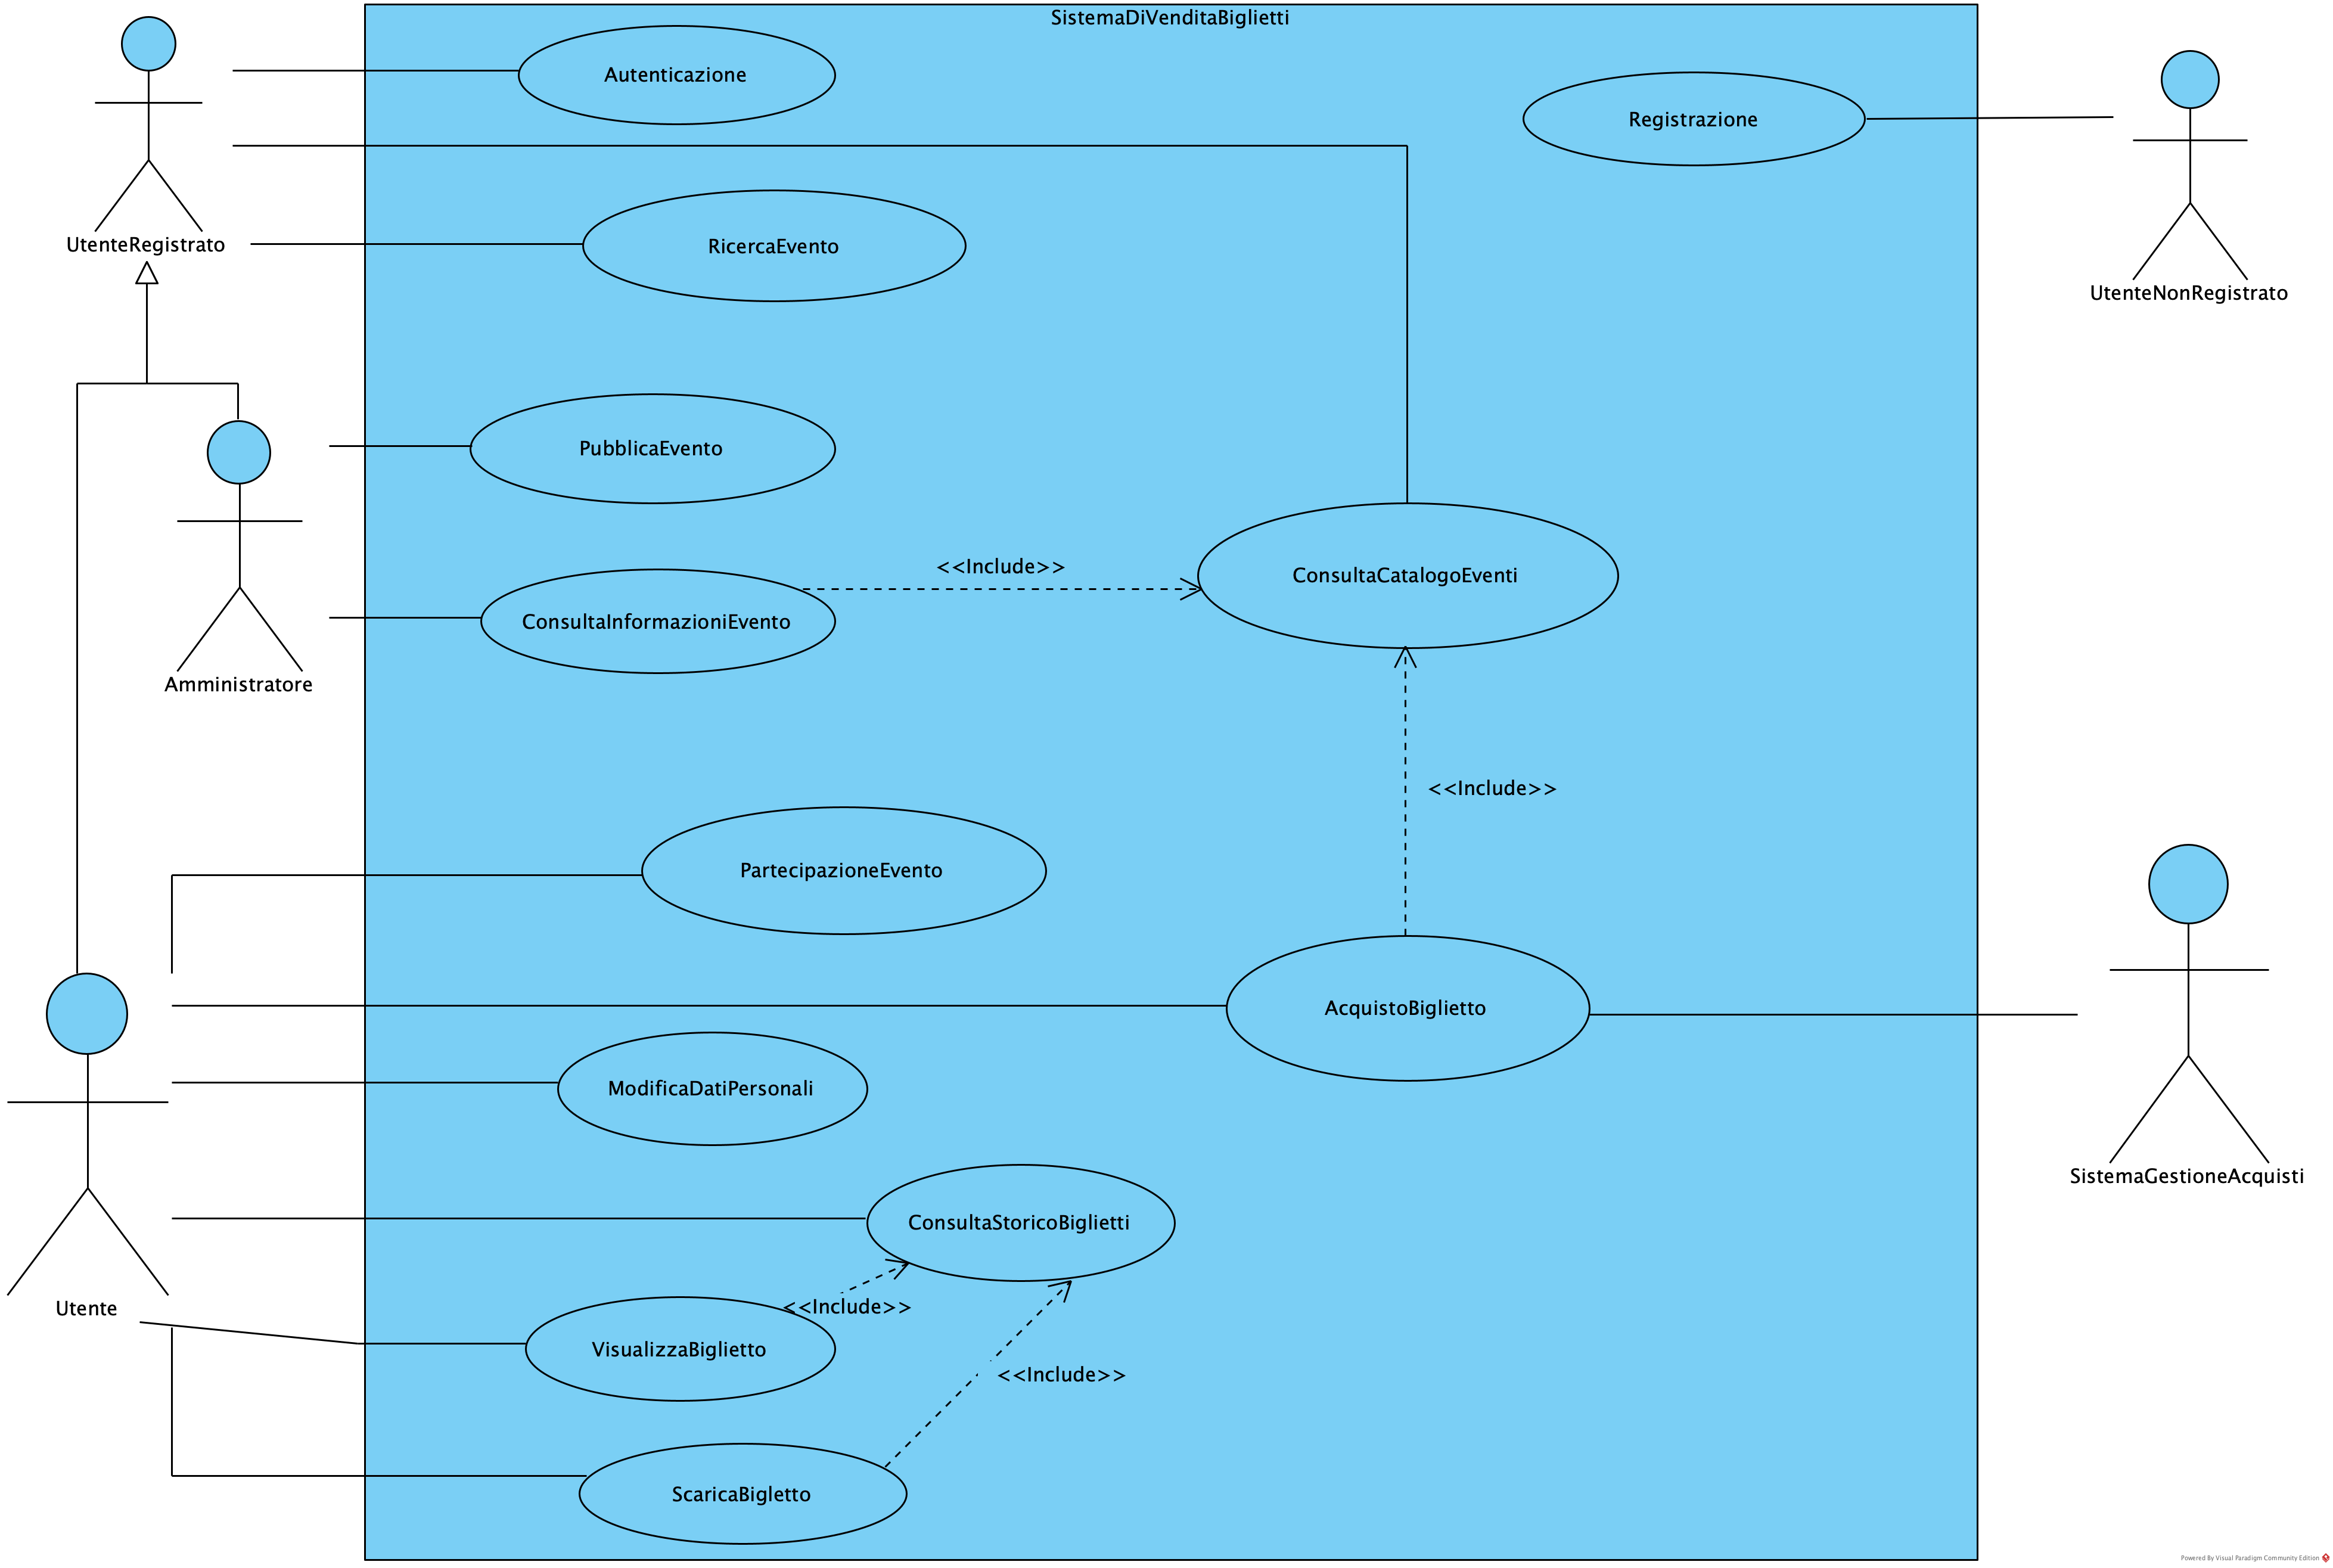 SistemaDiVenditaBiglietti
Autenticazione
Registrazione
UtenteRegistrato
RicercaEvento
UtenteNonRegistrato
PubblicaEvento
<<Include>>
ConsultaCatalogoEventi
ConsultaInformazioniEvento
Amministratore
<<Include>>
PartecipazioneEvento
AcquistoBiglietto
ModificaDatiPersonali
SistemaGestioneAcquisti
ConsultaStoricoBiglietti
Utente
<<Include>>
VisualizzaBiglietto
<<Include>>
ScaricaBigletto
Powered By Visual Paradigm Community Edition